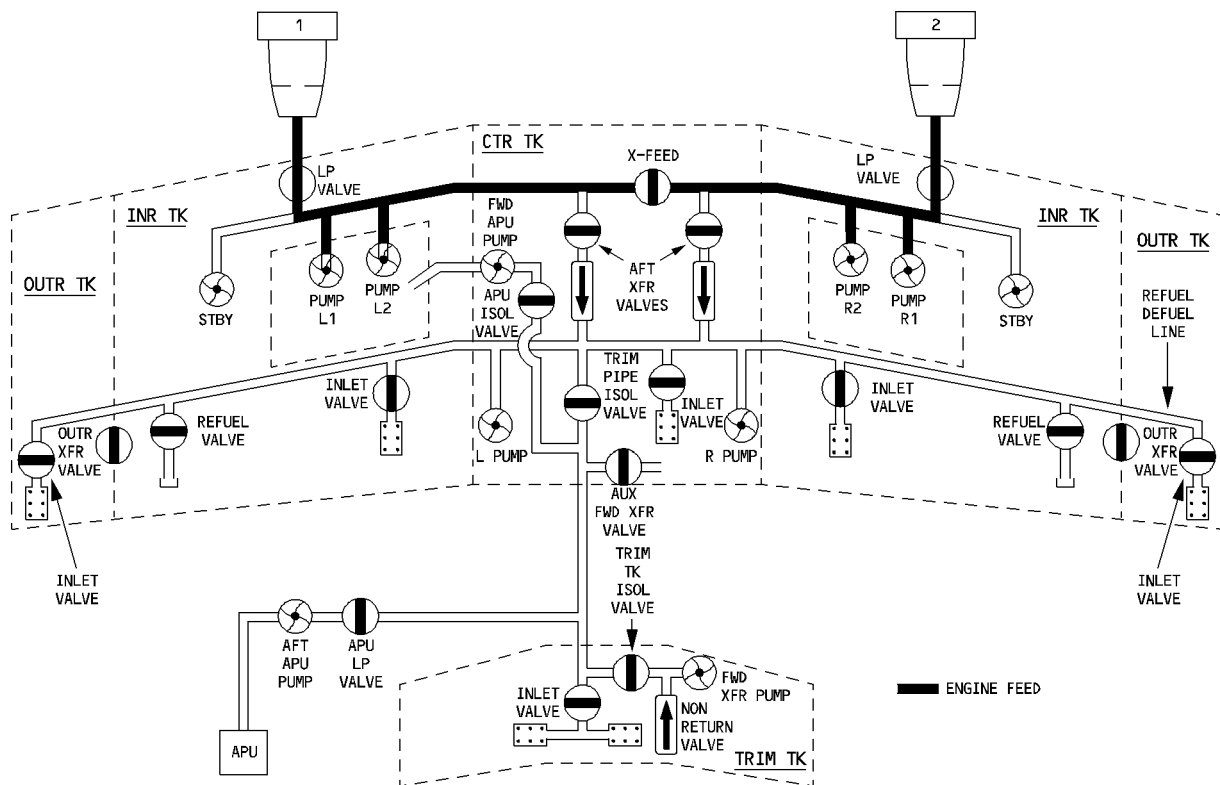 1
2
CTR TK
X-FEED
LP
VALVE
LP
VALVE
INR TK
INR TK
OUTR TK
OUTR TK
FWD
APU
PUMP
PUMP
L1
PUMP
L2
STBY
APU
ISOL
VALVE
AFT
XFR
VALVES
PUMP
R2
PUMP
R1
STBY
REFUEL
DEFUEL
LINE
INLET
VALVE
TRIM
PIPE
ISOL
VALVE
INLET
VALVE
INLET
VALVE
REFUEL
VALVE
REFUEL
VALVE
OUTR
XFR
VALVE
OUTR
XFR
VALVE
L PUMP
R PUMP
AUX
FWD XFR
VALVE
INLET
VALVE
INLET
VALVE
TRIM
TK
ISOL
VALVE
AFT
APU
PUMP
APU
LP
VALVE
INLET
VALVE
FWD
XFR PUMP
NON
RETURN
VALVE
ENGINE FEED
APU
TRIM TK